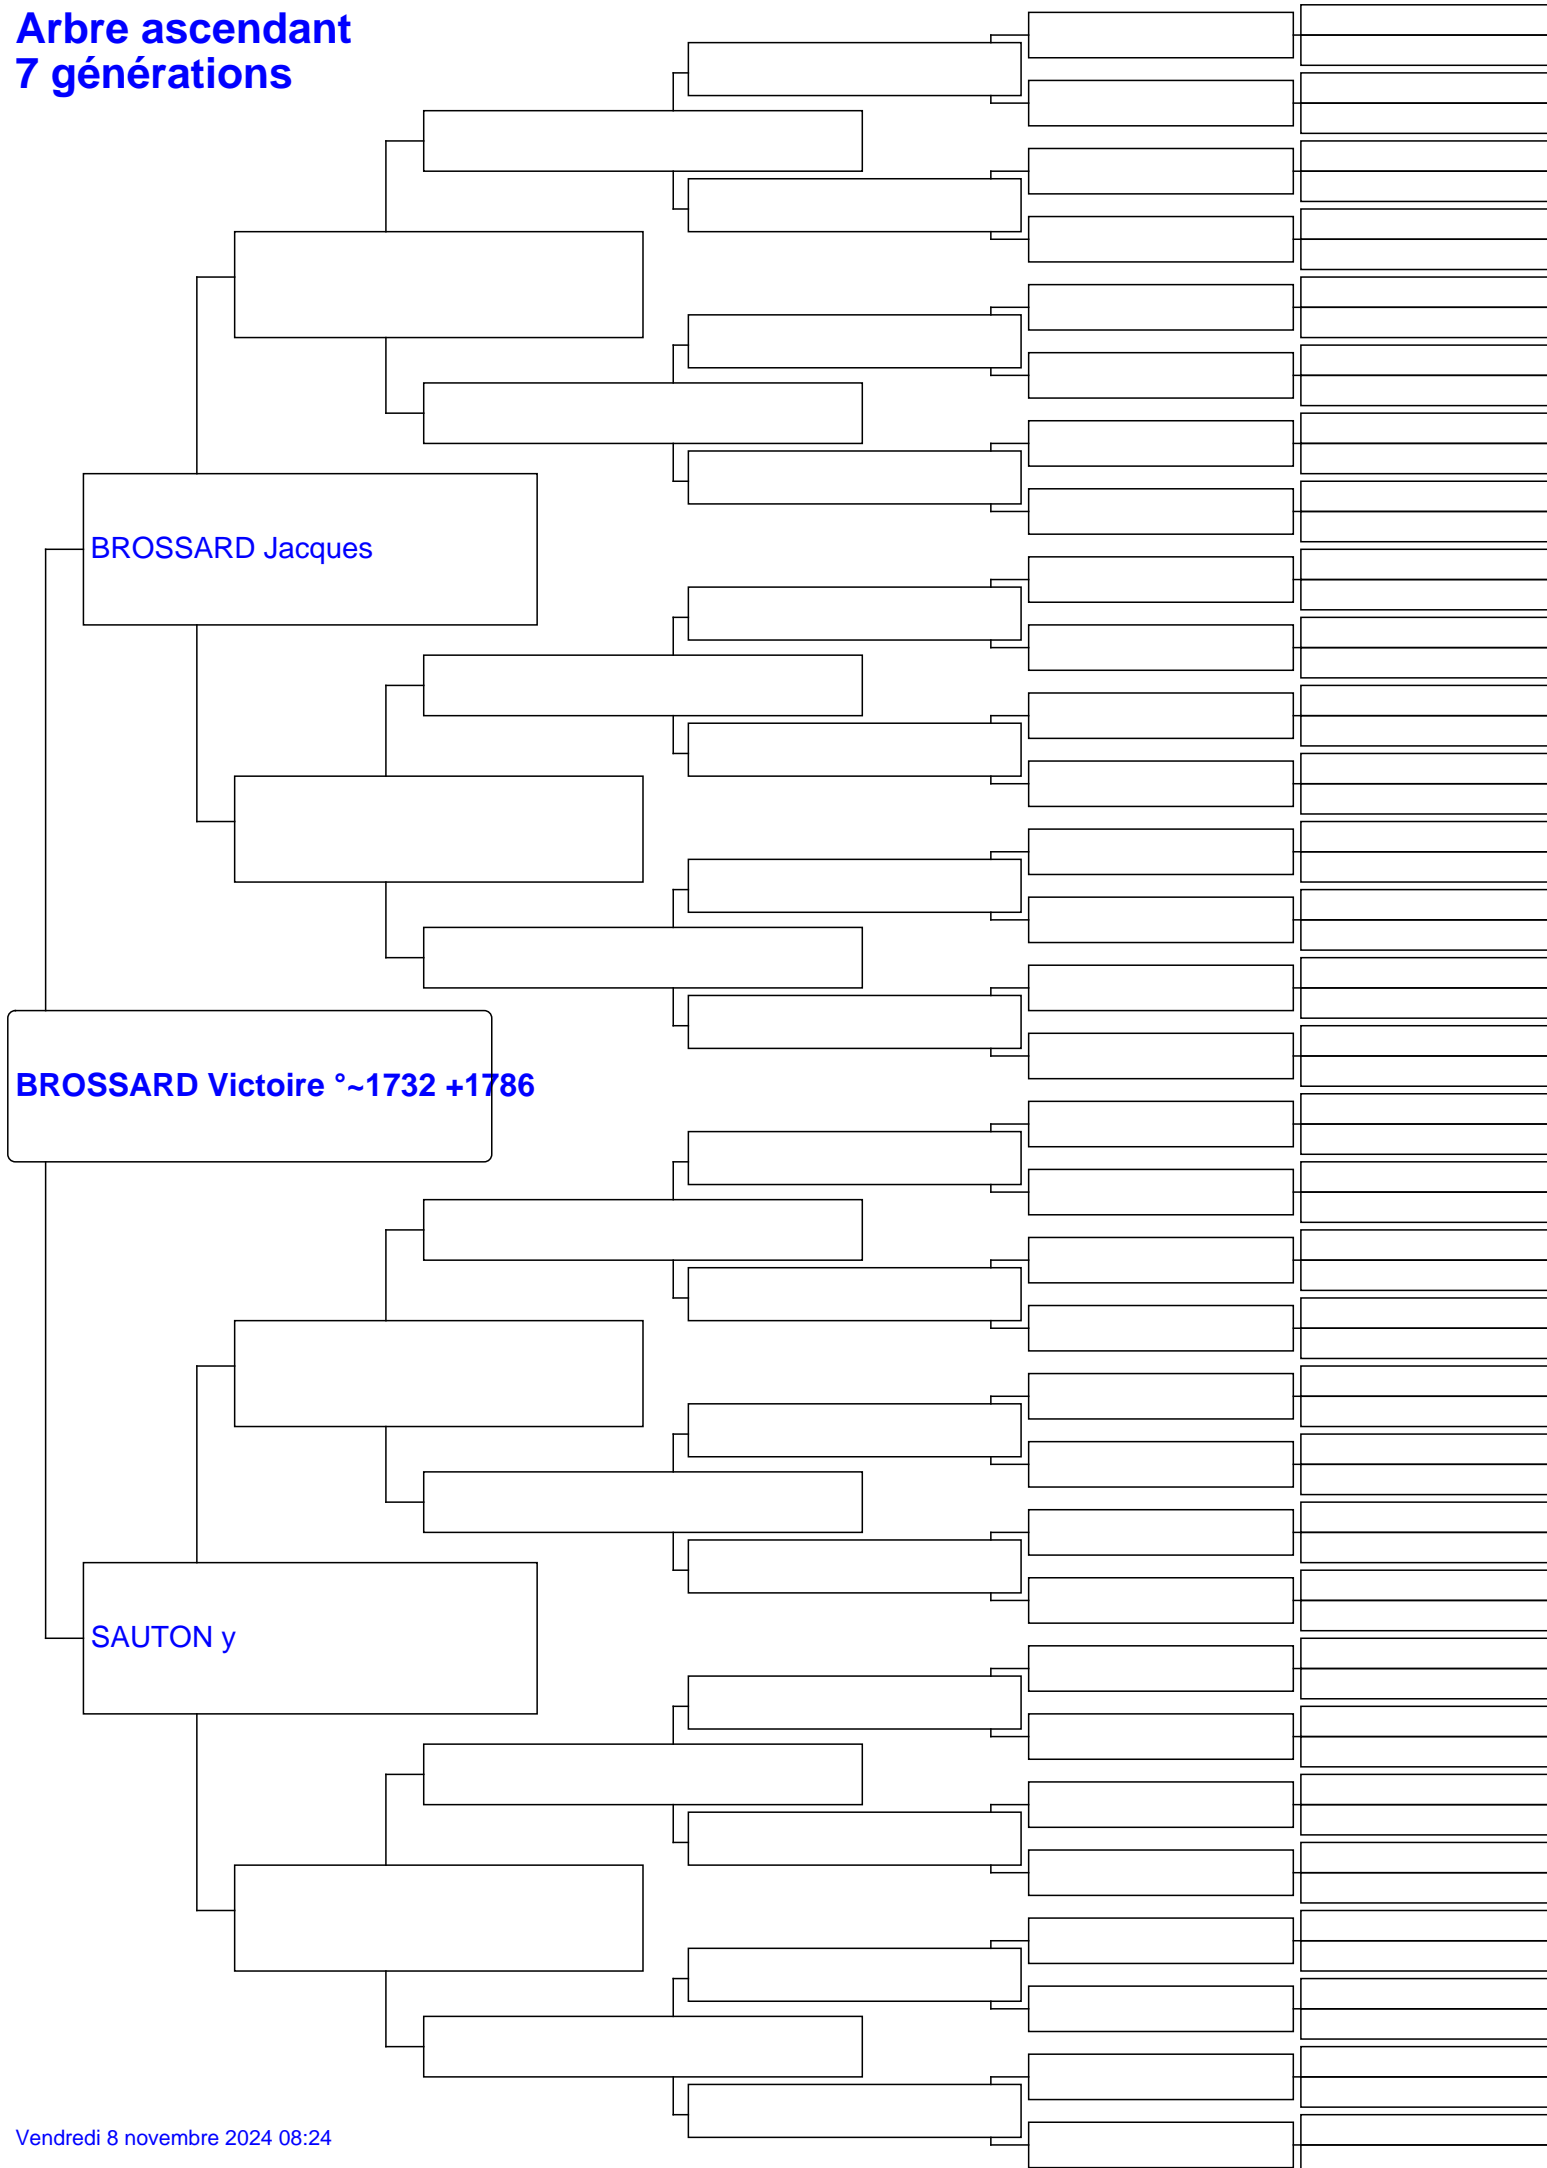 Arbre ascendant
7 générations
BROSSARD Jacques
BROSSARD Victoire °~1732 +1786
SAUTON y
Vendredi 8 novembre 2024 08:24